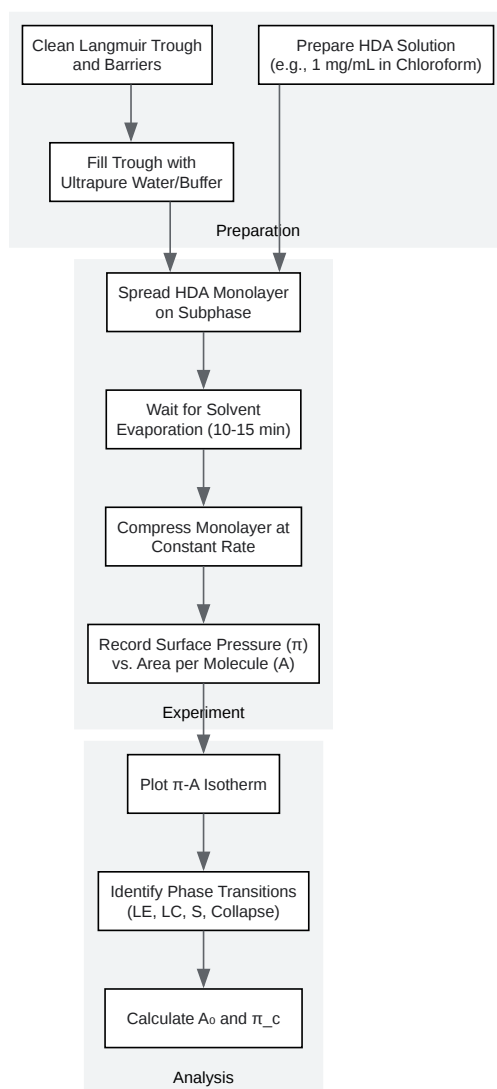 Clean Langmuir Trough
and Barriers
Prepare HDA Solution
(e.g., 1 mg/mL in Chloroform)
Fill Trough with
Ultrapure Water/Buffer
Preparation
Spread HDA Monolayer
on Subphase
Wait for Solvent
Evaporation (10-15 min)
Compress Monolayer at
Constant Rate
Record Surface Pressure (π)
vs. Area per Molecule (A)
Experiment
Plot π-A Isotherm
Identify Phase Transitions
(LE, LC, S, Collapse)
Calculate A₀ and π_c
Analysis